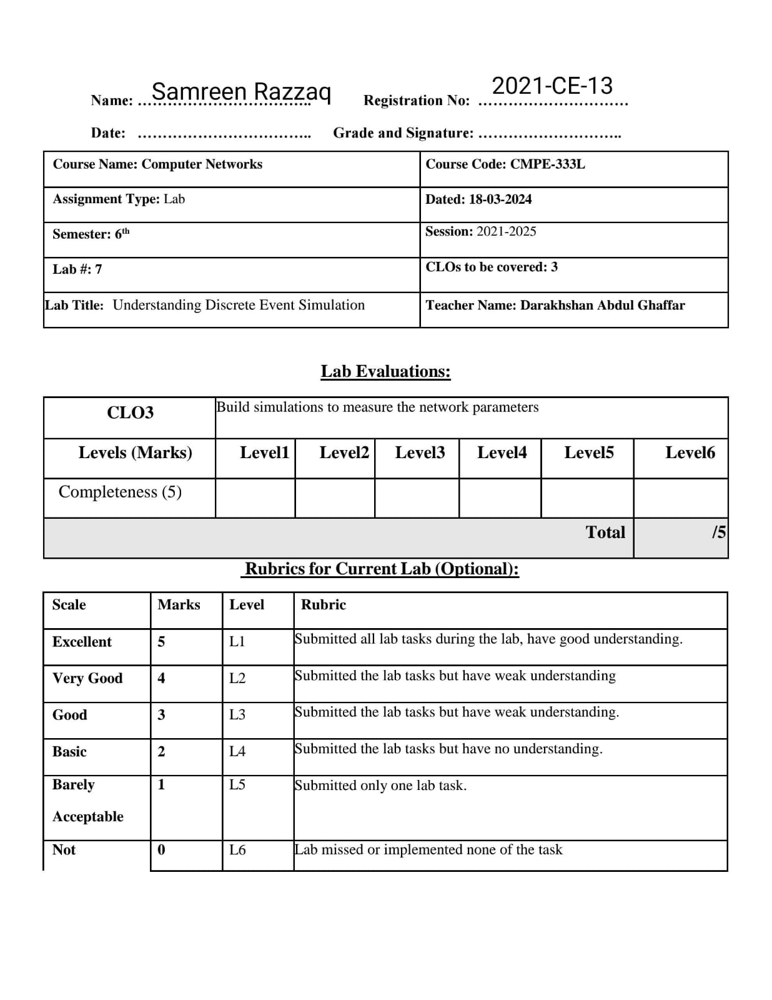 Name: ...Samreen Razzaq Registration No: 2021-CE-13
Date: ……………………………. Grade and Signature: ………………………..
Course Name: Computer Networks Course Code: CMPE-333L
Assignment Type: Lab Dated: 18-03-2024
Semester: 6th Session: 2021-2025
Lab #: 7 CLOs to be covered: 3
Lab Title: Understanding Discrete Event Simulation Teacher Name: Darakhshan Abdul Ghaffar
Lab Evaluations:
CLO3 Build simulations to measure the network parameters
Levels (Marks) Level1 Level2 Level3 Level4 Level5 Level6
Completeness (5)
Total /5
Rubrics for Current Lab (Optional):
Scale Marks Level Rubric
Excellent 5 L1 Submitted all lab tasks during the lab, have good understanding.
Very Good 4 L2 Submitted the lab tasks but have weak understanding
Good 3 L3 Submitted the lab tasks but have weak understanding.
Basic 2 L4 Submitted the lab tasks but have no understanding.
Barely 1 L5 Submitted only one lab task.
Acceptable
Not 0 L6 Lab missed or implemented none of the task